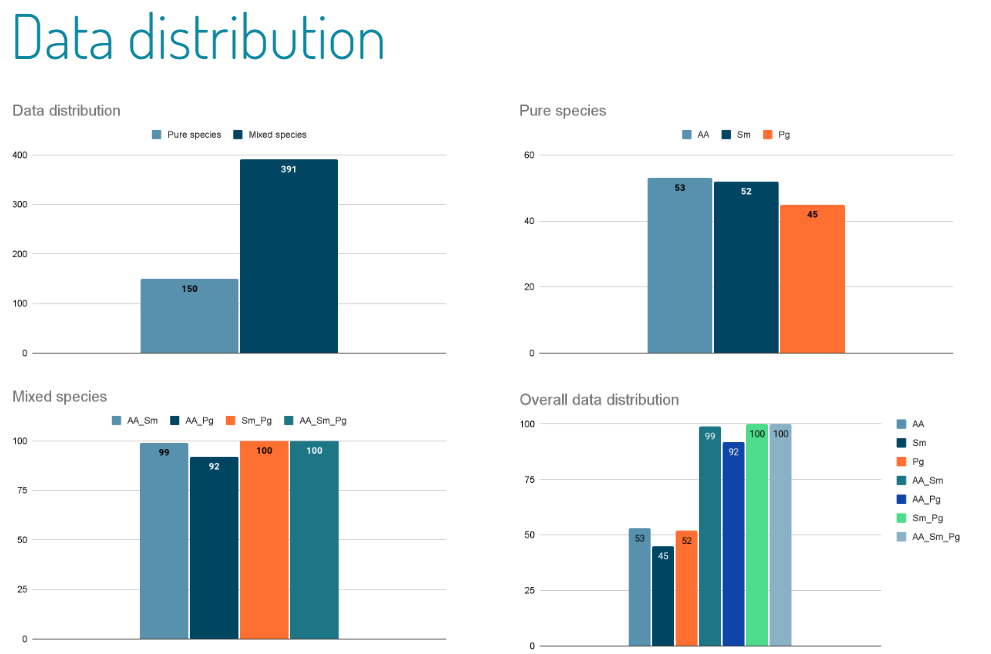 Data distribution
Data distribution
Pure species Mixed species
400
300
200
100
0
150
391
Pure species
AA Sm Pg
60
40
20
0
53
52
45
Mixed species
AA_Sm AA_Pg Sm_Pg AA_Sm_Pg
100
75
50
25
0
99
92
100
100
Overall data distribution
100
75
50
25
0
53
45
52
99
92
100
100
AA
Sm
Pg
AA_Sm
AA_Pg
Sm_Pg
AA_Sm_Pg